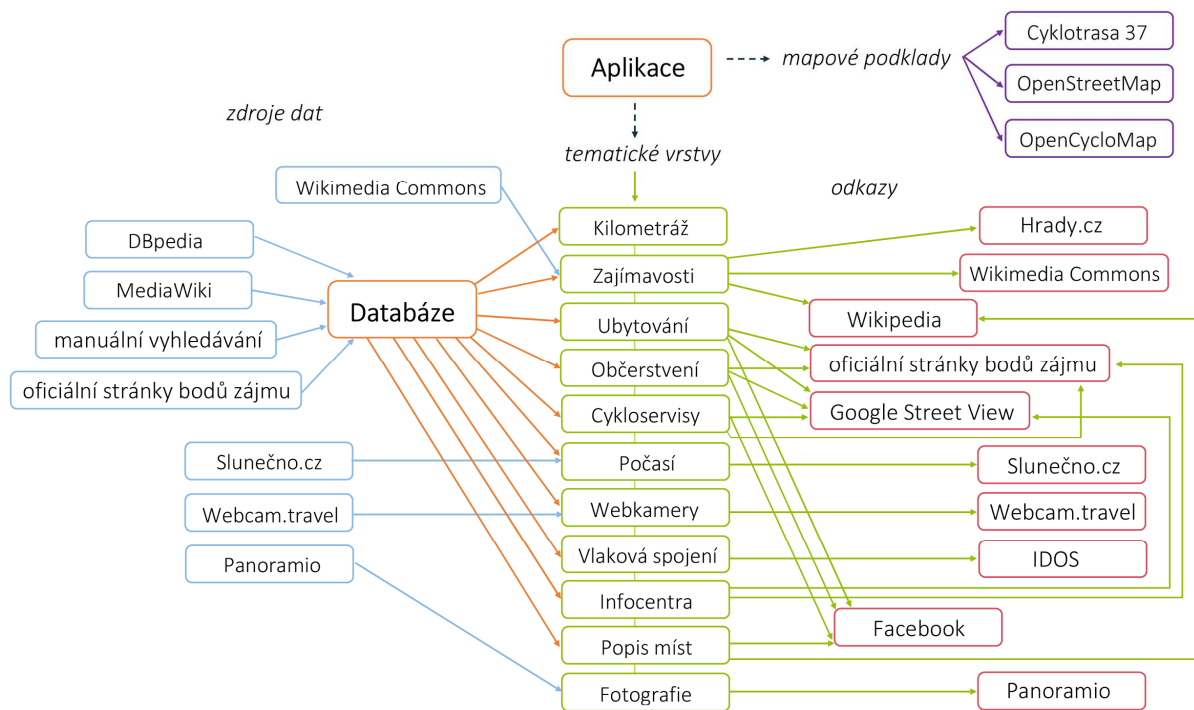 Aplikace
mapové podklady
Cyklotrasa 37
OpenStreetMap
OpenCycloMap
zdroje dat
tematické vrstvy
odkazy
Wikimedia Commons
DBpedia
MediaWiki
manuální vyhledávání
oficiální stránky bodů zájmu
Slunečno.cz
Webcam.travel
Panoramio
Databáze
Kilometráž
Zajímavosti
Ubytování
Občerstvení
Cykloservisy
Počasí
Webkamery
Vlaková spojení
Infocentra
Popis míst
Fotografie
Hrady.cz
Wikimedia Commons
Wikipedia
oficiální stránky bodů zájmu
Google Street View
Slunečno.cz
Webcam.travel
IDOS
Facebook
Panoramio